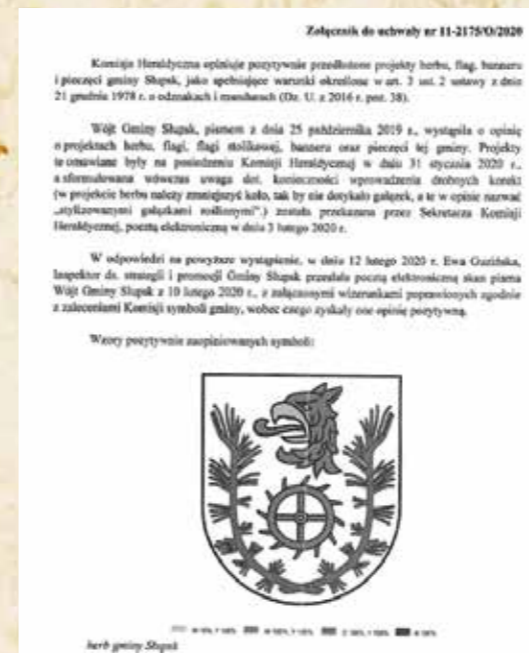 Załącznik do uchwały nr 11-2175/O/2020
Komisja Heraldyczna opiniuje pozytywnie przedłożone projekty herbu, flag, banneru
i pieczęci gminy Słupsk, jako spełniające warunki określone w art. 3 ust. 2 ustawy z dnia
21 grudnia 1978 r. o odznakach i mundurach (Dz. U. z 2016 r. poz. 38).
Wójt Gminy Słupsk, pismem z dnia 25 października 2019 r., wystąpiła o opinię
o projektach herbu, flagi, flagi stolikowej, banneru oraz pieczęci tej gminy. Projekty
te omawiane były na posiedzeniu Komisji Heraldycznej w dniu 31 stycznia 2020 r.,
a sformułowana wówczas uwaga dot. konieczności wprowadzenia drobnych korekt
(w projekcie herbu należy zmniejszyć koło, tak by nie dotykało gałązek, a te w opisie nazwać
„stylizowanymi gałązkami roślinnymi”.) została przekazana przez Sekretarza Komisji
Heraldycznej, pocztą elektroniczną w dniu 3 lutego 2020 r.
W odpowiedzi na powyższe wystąpienie, w dniu 12 lutego 2020 r. Ewa Guzińska,
Inspektor ds. strategii i promocji Gminy Słupsk przesłała pocztą elektroniczną skan pisma
Wójt Gminy Słupsk z 10 lutego 2020 r., z załączonymi wizerunkami poprawionych zgodnie
z zaleceniami Komisji symboli gminy, wobec czego zyskały one opinię pozytywną.
Wzory pozytywnie zaopiniowanych symboli:
herb gminy Słupsk